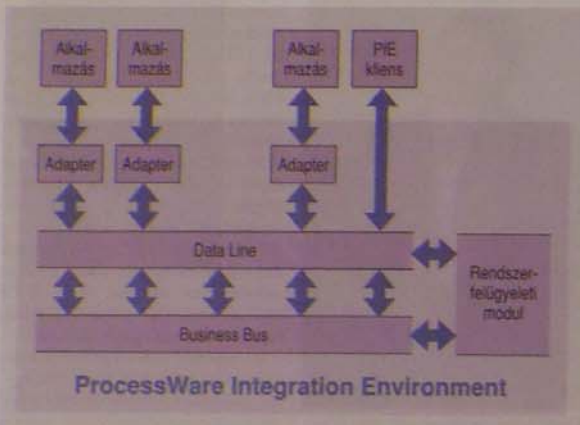 Alkal-
mazás
Alkal-
mazás
Alkal-
mazás
PIE
kliens
Adapter
Adapter
Adapter
Data Line
Rendszer-
felügyeleti
modul
Business Bus
ProcessWare Integration Environment